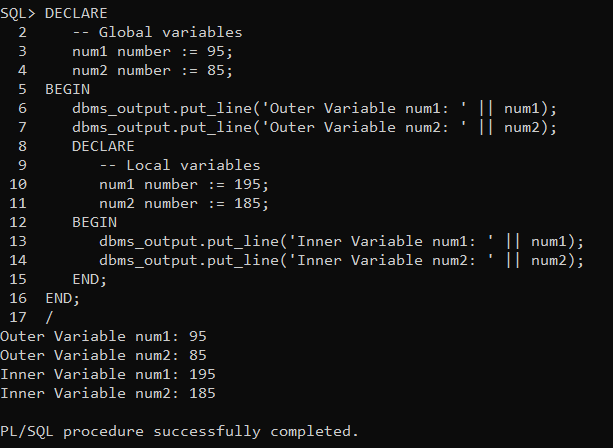 SQL> DECLARE
  2     -- Global variables
  3     num1 number := 95;
  4     num2 number := 85;
  5  BEGIN
  6     dbms_output.put_line('Outer Variable num1: ' || num1);
  7     dbms_output.put_line('Outer Variable num2: ' || num2);
  8     DECLARE
  9        -- Local variables
 10        num1 number := 195;
 11        num2 number := 185;
 12     BEGIN
 13        dbms_output.put_line('Inner Variable num1: ' || num1);
 14        dbms_output.put_line('Inner Variable num2: ' || num2);
 15     END;
 16  END;
 17  /
Outer Variable num1: 95
Outer Variable num2: 85
Inner Variable num1: 195
Inner Variable num2: 185

PL/SQL procedure successfully completed.